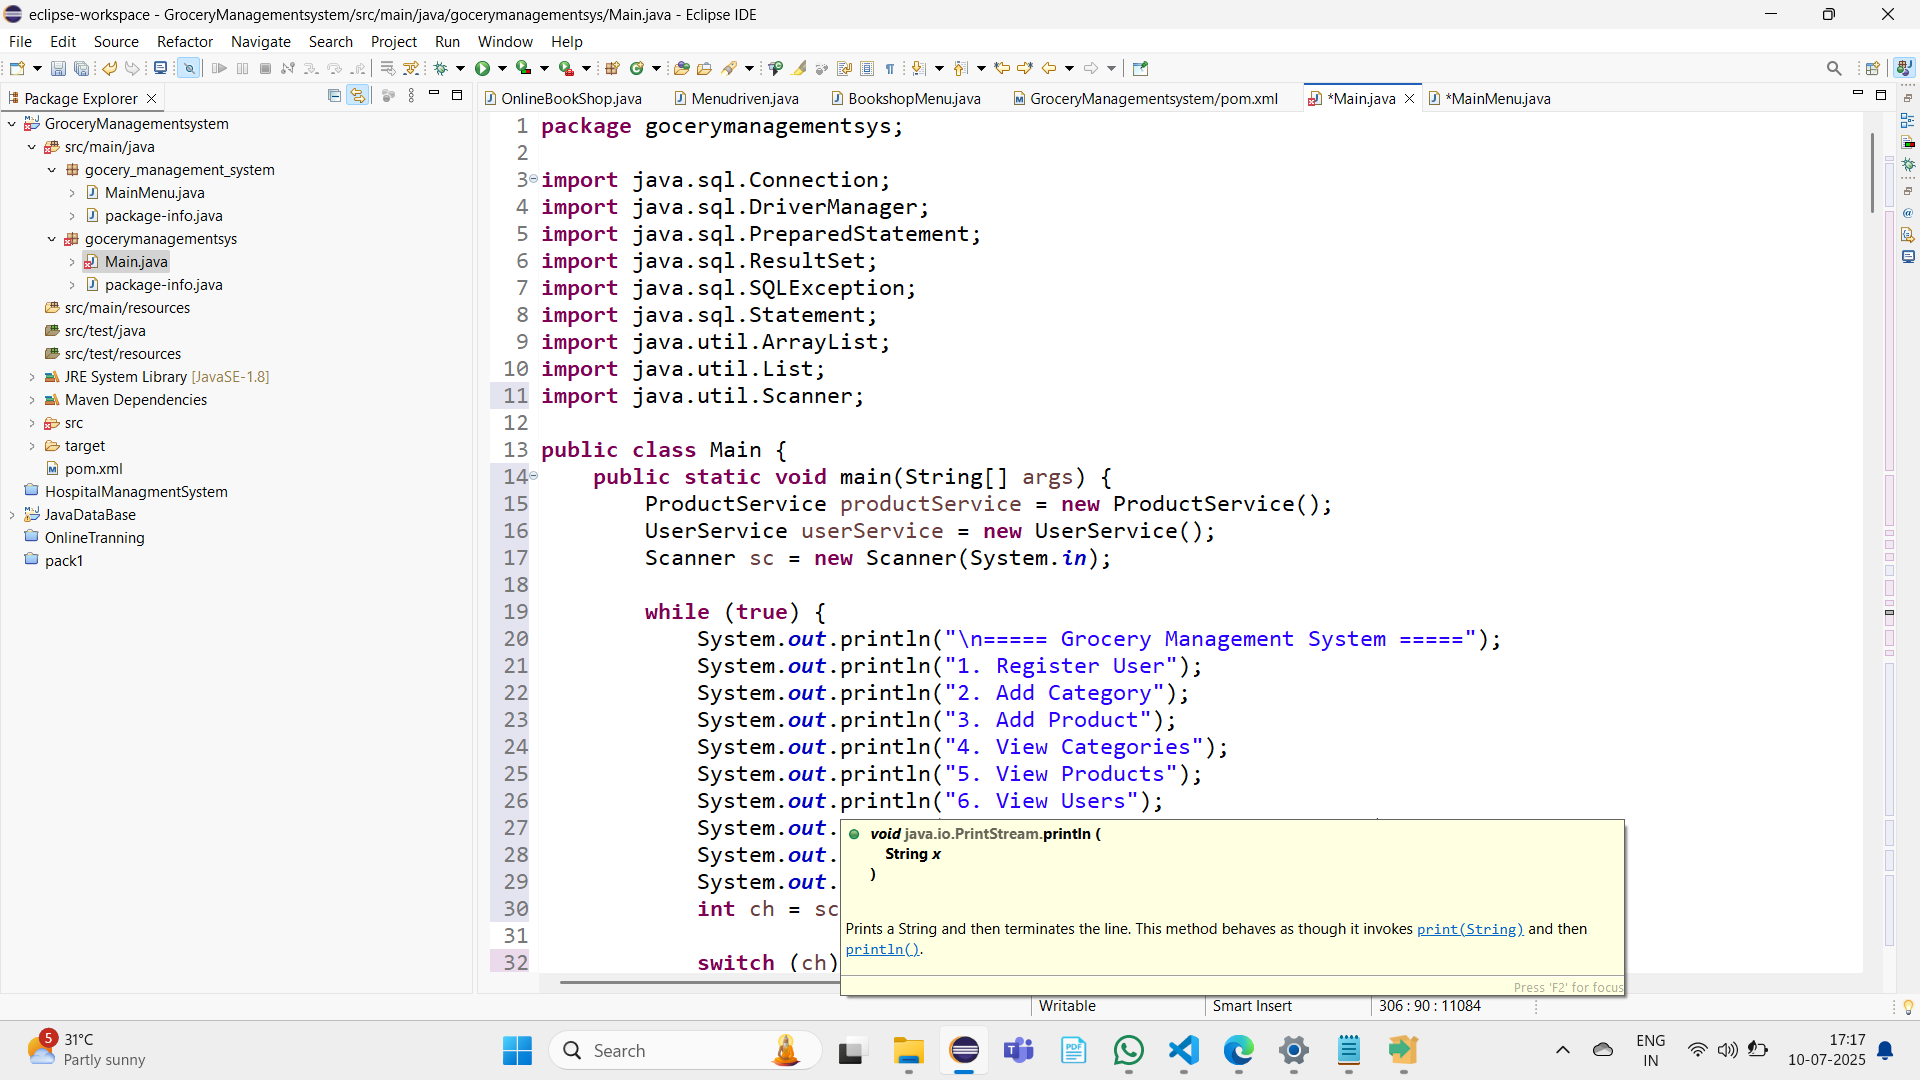 eclipse-workspace - GroceryManagementsystem/src/main/java/gocerymanagementsys/Main.java - Eclipse IDE
File Edit Source Refactor Navigate Search Project Run Window Help
Package Explorer
OnlineBookShop.java
Menudriven.java
BookshopMenu.java
GroceryManagementsystem/pom.xml
*Main.java
*MainMenu.java
GroceryManagementsystem
src/main/java
gocery_management_system
MainMenu.java
package-info.java
gocerymanagementsys
Main.java
package-info.java
src/main/resources
src/test/java
src/test/resources
JRE System Library [JavaSE-1.8]
Maven Dependencies
src
target
pom.xml
HospitalManagmentSystem
JavaDataBase
OnlineTranning
pack1
1 package gocerymanagementsys;
2
3 import java.sql.Connection;
4 import java.sql.DriverManager;
5 import java.sql.PreparedStatement;
6 import java.sql.ResultSet;
7 import java.sql.SQLException;
8 import java.sql.Statement;
9 import java.util.ArrayList;
10 import java.util.List;
11 import java.util.Scanner;
12
13 public class Main {
14 public static void main(String[] args) {
15 ProductService productService = new ProductService();
16 UserService userService = new UserService();
17 Scanner sc = new Scanner(System.in);
18
19 while (true) {
20 System.out.println("\n===== Grocery Management System =====");
21 System.out.println("1. Register User");
22 System.out.println("2. Add Category");
23 System.out.println("3. Add Product");
24 System.out.println("4. View Categories");
25 System.out.println("5. View Products");
26 System.out.println("6. View Users");
27 System.out.
28 System.out.
29 System.out.
30 int ch = sc
31
32 switch (ch)
void java.io.PrintStream.println (
String x
)
Prints a String and then terminates the line. This method behaves as though it invokes print(String) and then
println().
Press 'F2' for focus
Writable
Smart Insert
306 : 90 : 11084
5
31°C
Partly sunny
Search
PDF
ENG
IN
17:17
10-07-2025